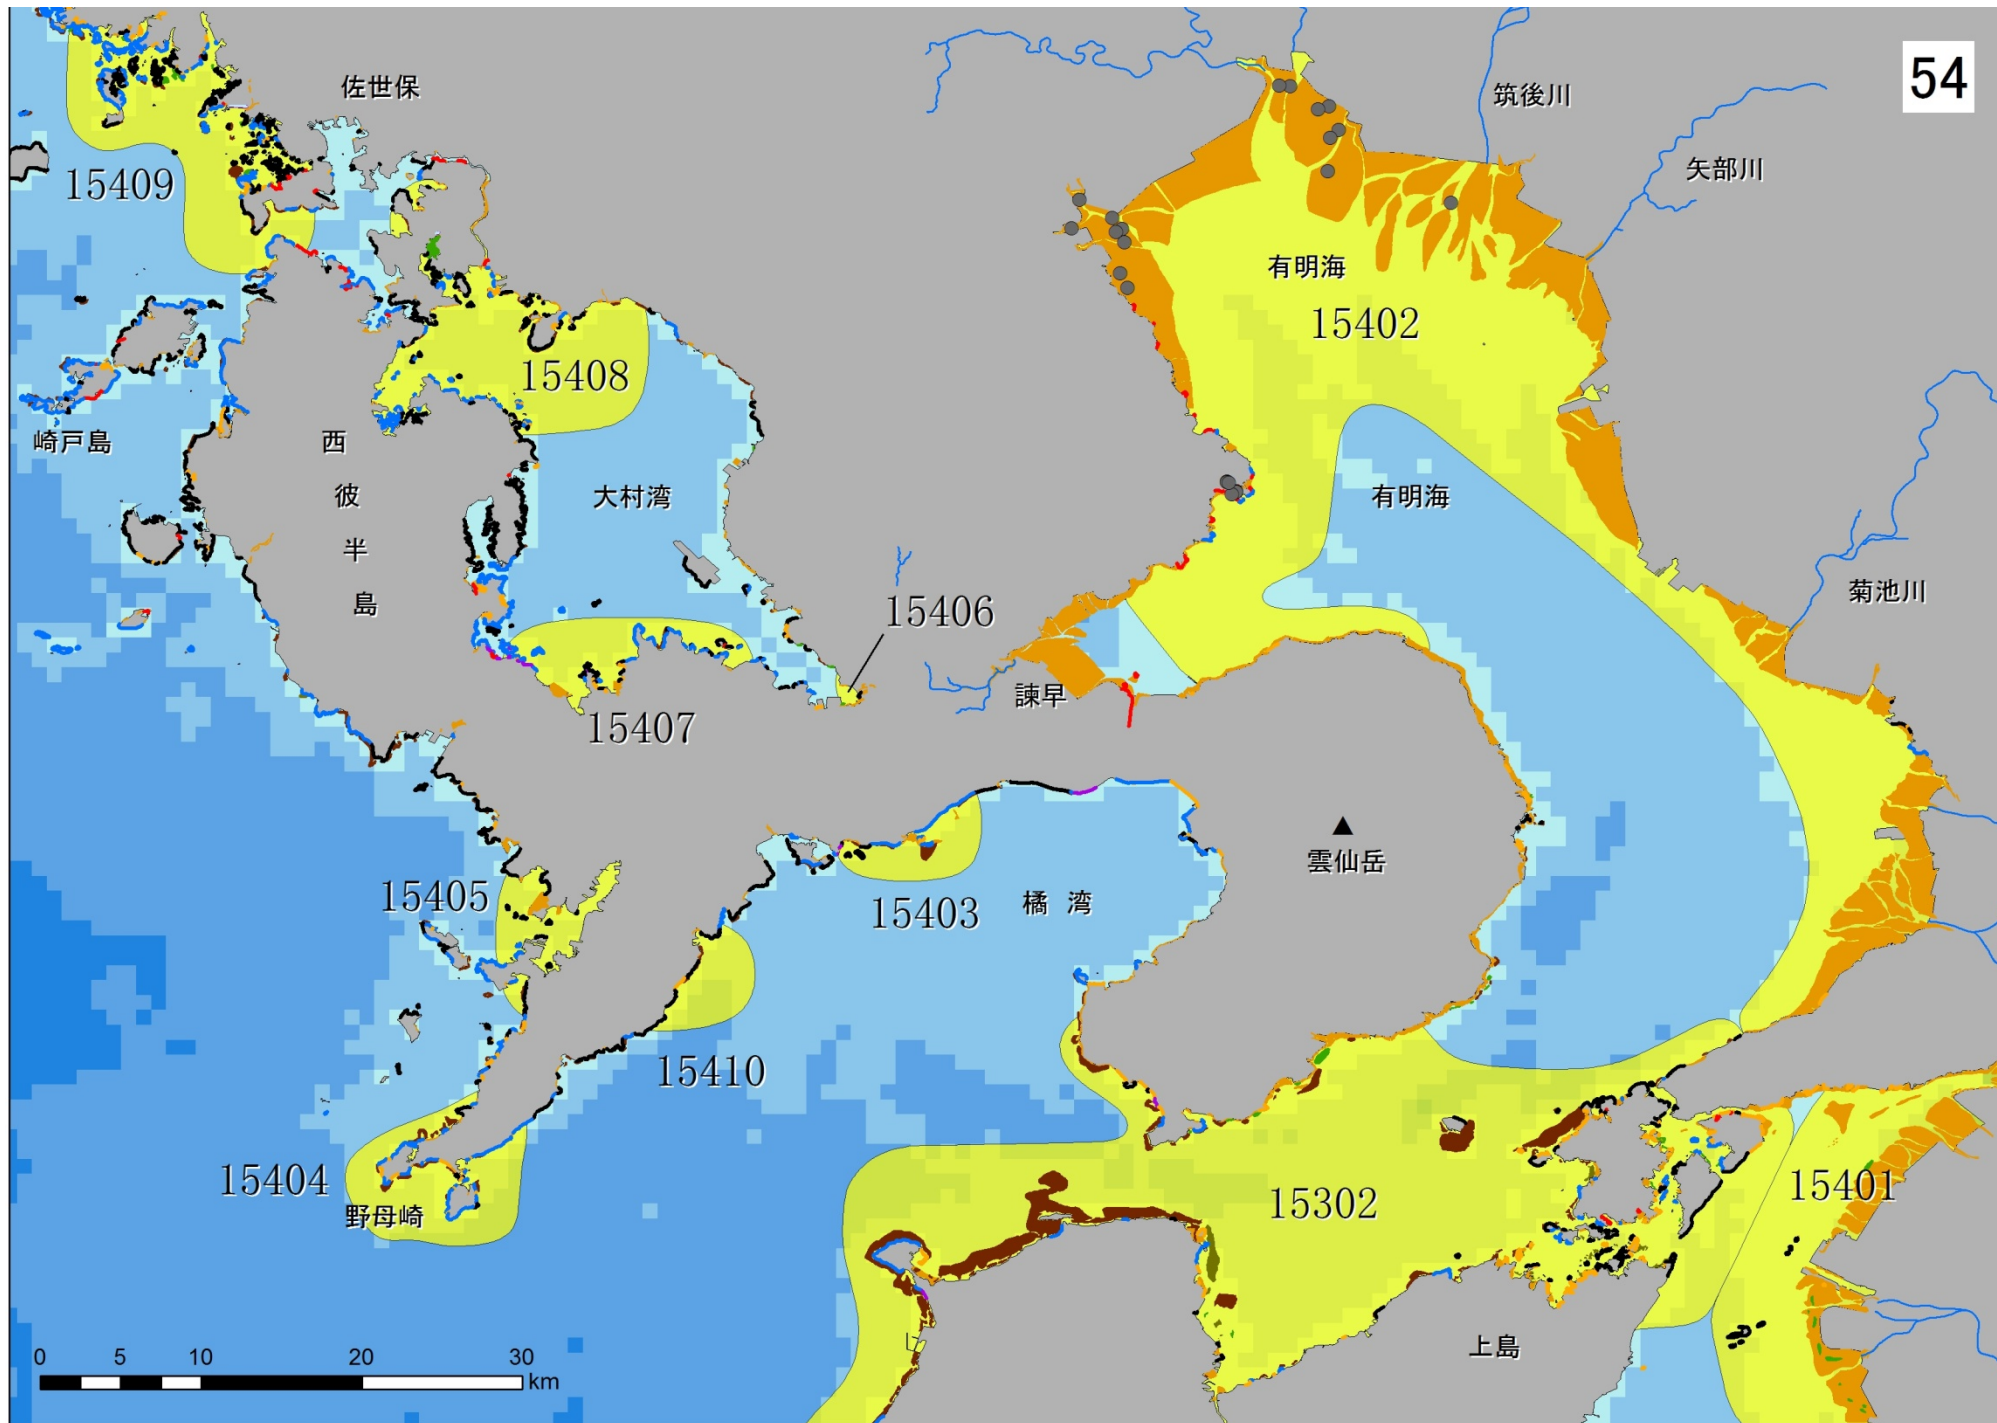 54
佐世保
筑後川
矢部川
15409
有明海
15402
15408
崎戸島
西
彼
半
島
大村湾
有明海
菊池川
15406
諫早
15407
雲仙岳
15405
15403
橘 湾
15410
15404
野母崎
15302
15401
上島
0 5 10 20 30
km